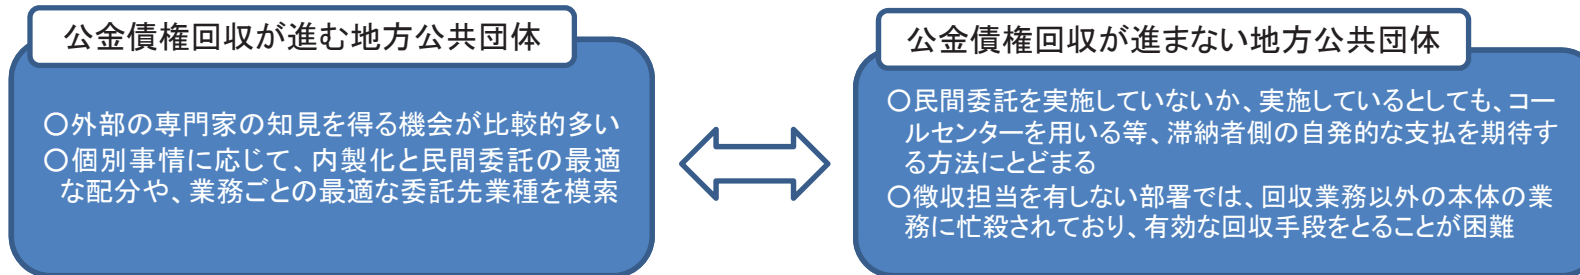 公金債権回収が進む地方公共団体
○外部の専門家の知見を得る機会が比較的多い
○個別事情に応じて、内製化と民間委託の最適
な配分や、業務ごとの最適な委託先業種を模索
公金債権回収が進まない地方公共団体
○民間委託を実施していないか、実施しているとしても、コー
ルセンターを用いる等、滞納者側の自発的な支払を期待す
る方法にとどまる
○徴収担当を有しない部署では、回収業務以外の本体の業
務に忙殺されており、有効な回収手段をとることが困難